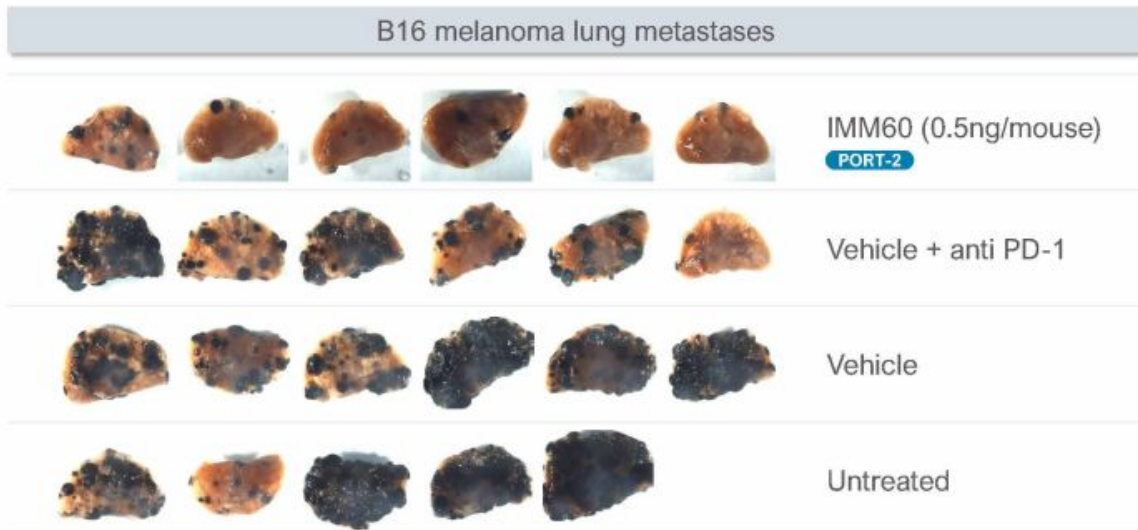 B16 melanoma lung metastases
IMM60 (0.5ng/mouse)
PORT-2
Vehicle + anti PD-1
Vehicle
Untreated